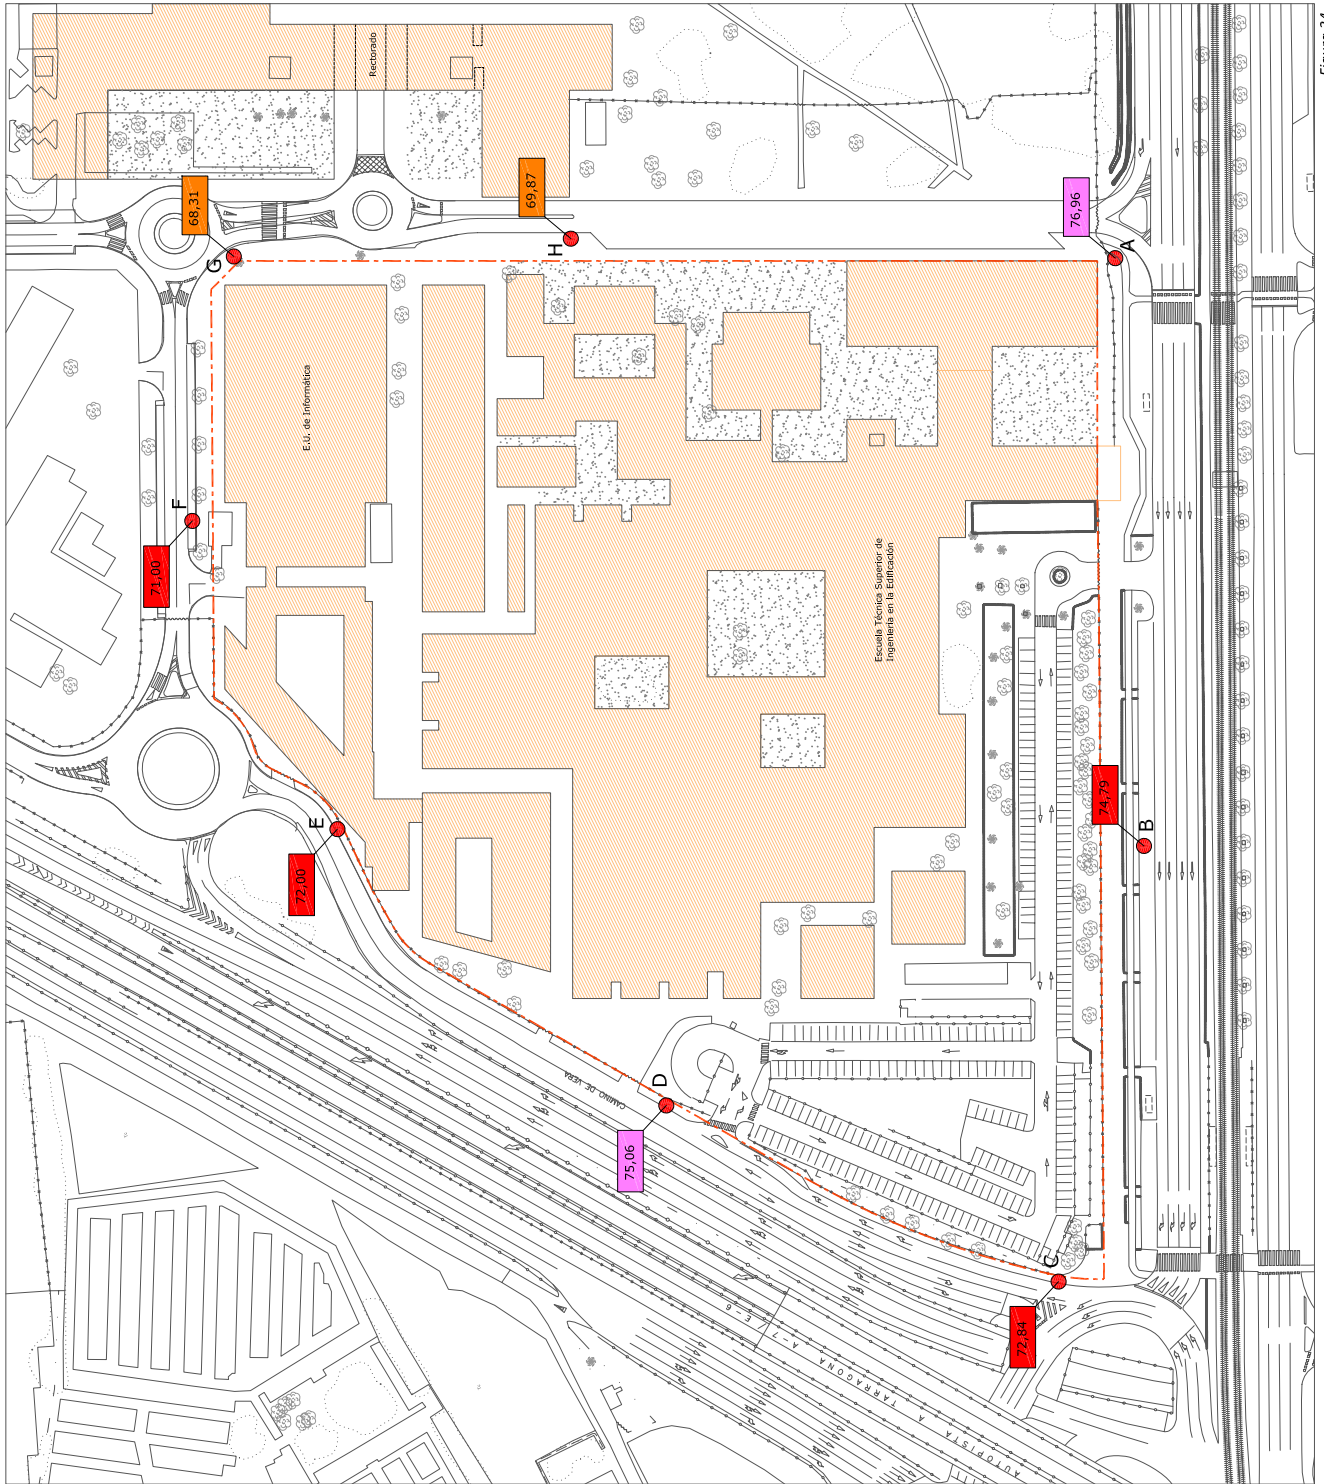 Rectorado
68,31
G
69,87
H
76,96
A
E.U. de Informática
F
71,00
Escuela Técnica Superior de
Ingeniería en la Edificación
E
72,00
74,79
B
CAMINO DE VERA
D
75,06
C
72,84
E-6
A-7
AUTOPISTA A TARRAGONA